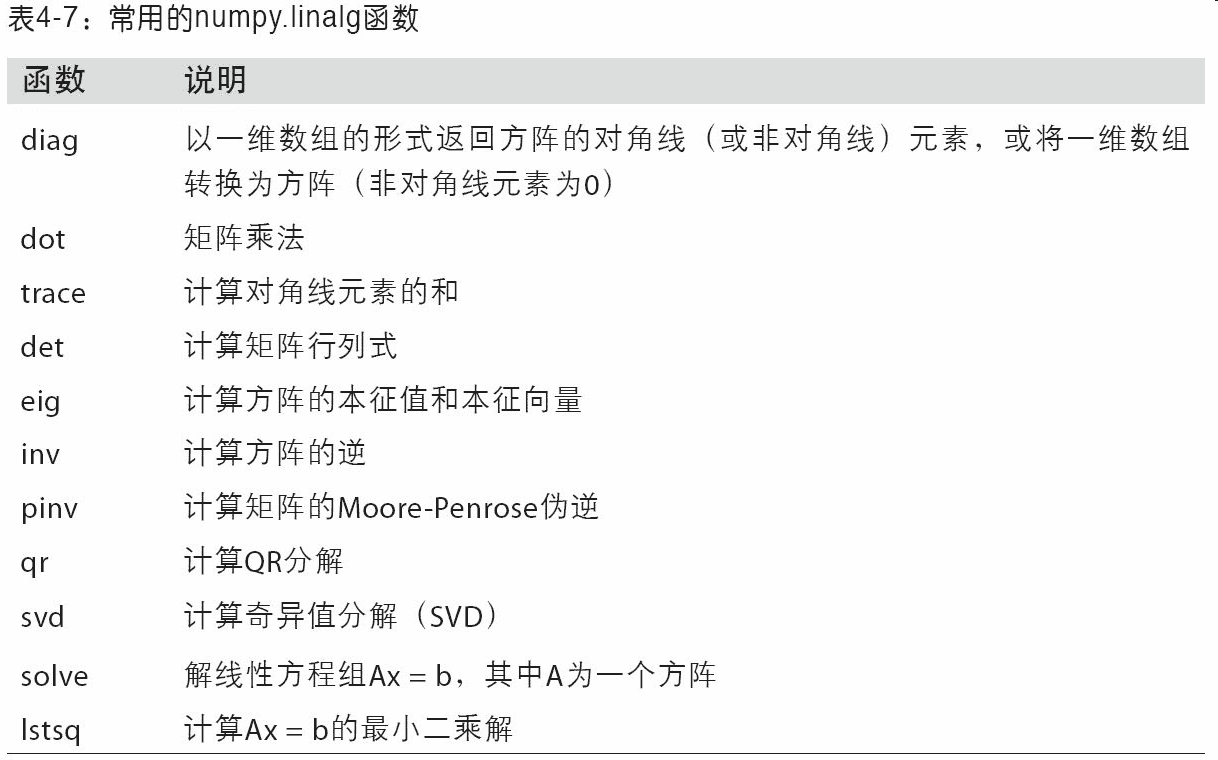 表4-7：常用的numpy.linalg函数
函数 说明
diag 以一维数组的形式返回方阵的对角线（或非对角线）元素，或将一维数组
转换为方阵（非对角线元素为0）
dot 矩阵乘法
trace 计算对角线元素的和
det 计算矩阵行列式
eig 计算方阵的本征值和本征向量
inv 计算方阵的逆
pinv 计算矩阵的Moore-Penrose伪逆
qr 计算QR分解
svd 计算奇异值分解（SVD）
solve 解线性方程组Ax = b，其中A为一个方阵
lstsq 计算Ax = b的最小二乘解